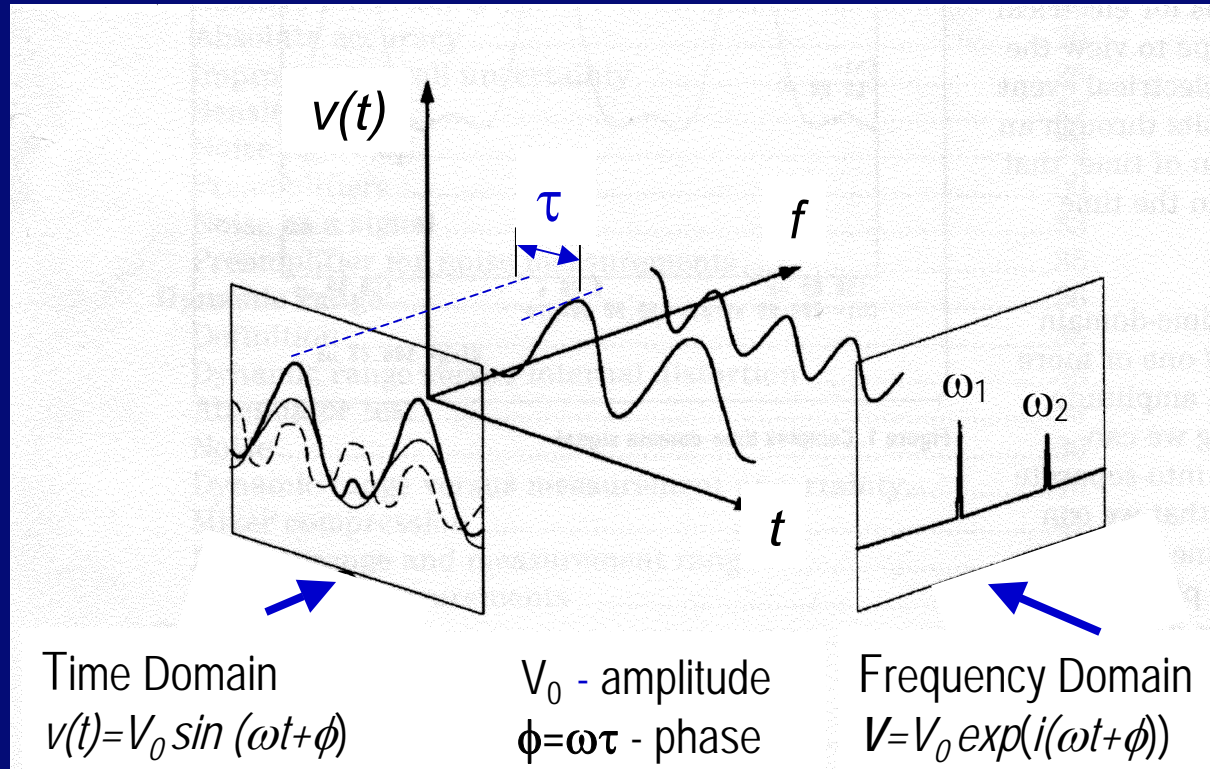 v(t)
τ
f
ω1
ω2
t
Time Domain
v(t)=V0 sin (ωt+ϕ)
V0 - amplitude
ϕ=ωτ - phase
Frequency Domain
V=V0 exp(i(ωt+ϕ))